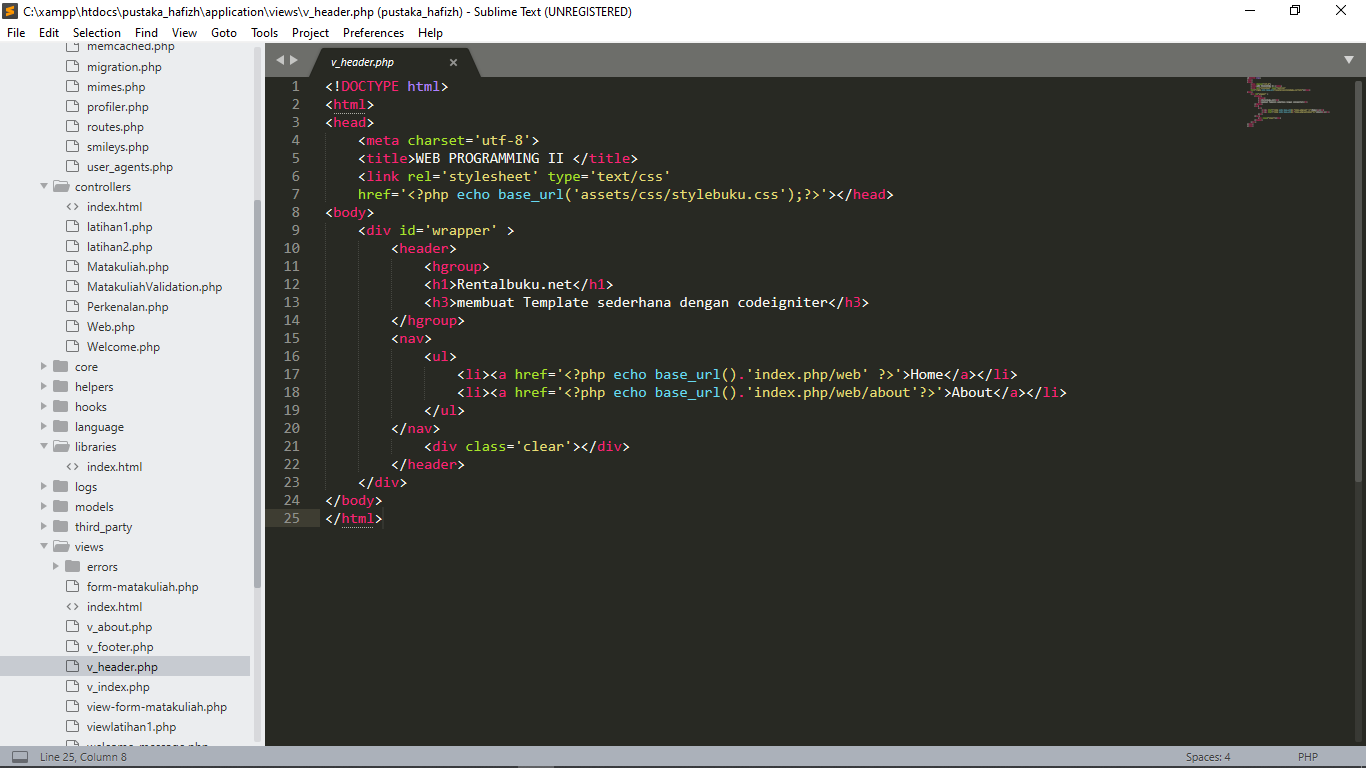 C:\xampp\htdocs\pustaka_hafizh\application\views\v_header.php (pustaka_hafizh) - Sublime Text (UNREGISTERED)
File Edit Selection Find View Goto Tools Project Preferences Help
memcached.php
migration.php
mimes.php
profiler.php
routes.php
smileys.php
user_agents.php
controllers
index.html
latihan1.php
latihan2.php
Matakuliah.php
MatakuliahValidation.php
Perkenalan.php
Web.php
Welcome.php
core
helpers
hooks
language
libraries
index.html
logs
models
third_party
views
errors
form-matakuliah.php
index.html
v_about.php
v_footer.php
v_header.php
v_index.php
view-form-matakuliah.php
viewlatihan1.php
welcome_message.php
v_header.php
1 <!DOCTYPE html>
2 <html>
3 <head>
4 <meta charset='utf-8'>
5 <title>WEB PROGRAMMING II </title>
6 <link rel='stylesheet' type='text/css'
7 href='<?php echo base_url('assets/css/stylebuku.css');?>'></head>
8 <body>
9 <div id='wrapper' >
10 <header>
11 <hgroup>
12 <h1>Rentalbuku.net</h1>
13 <h3>membuat Template sederhana dengan codeigniter</h3>
14 </hgroup>
15 <nav>
16 <ul>
17 <li><a href='<?php echo base_url().'index.php/web' ?>'>Home</a></li>
18 <li><a href='<?php echo base_url().'index.php/web/about'?>'>About</a></li>
19 </ul>
20 </nav>
21 <div class='clear'></div>
22 </header>
23 </div>
24 </body>
25 </html>
Line 25, Column 8
Spaces: 4
PHP